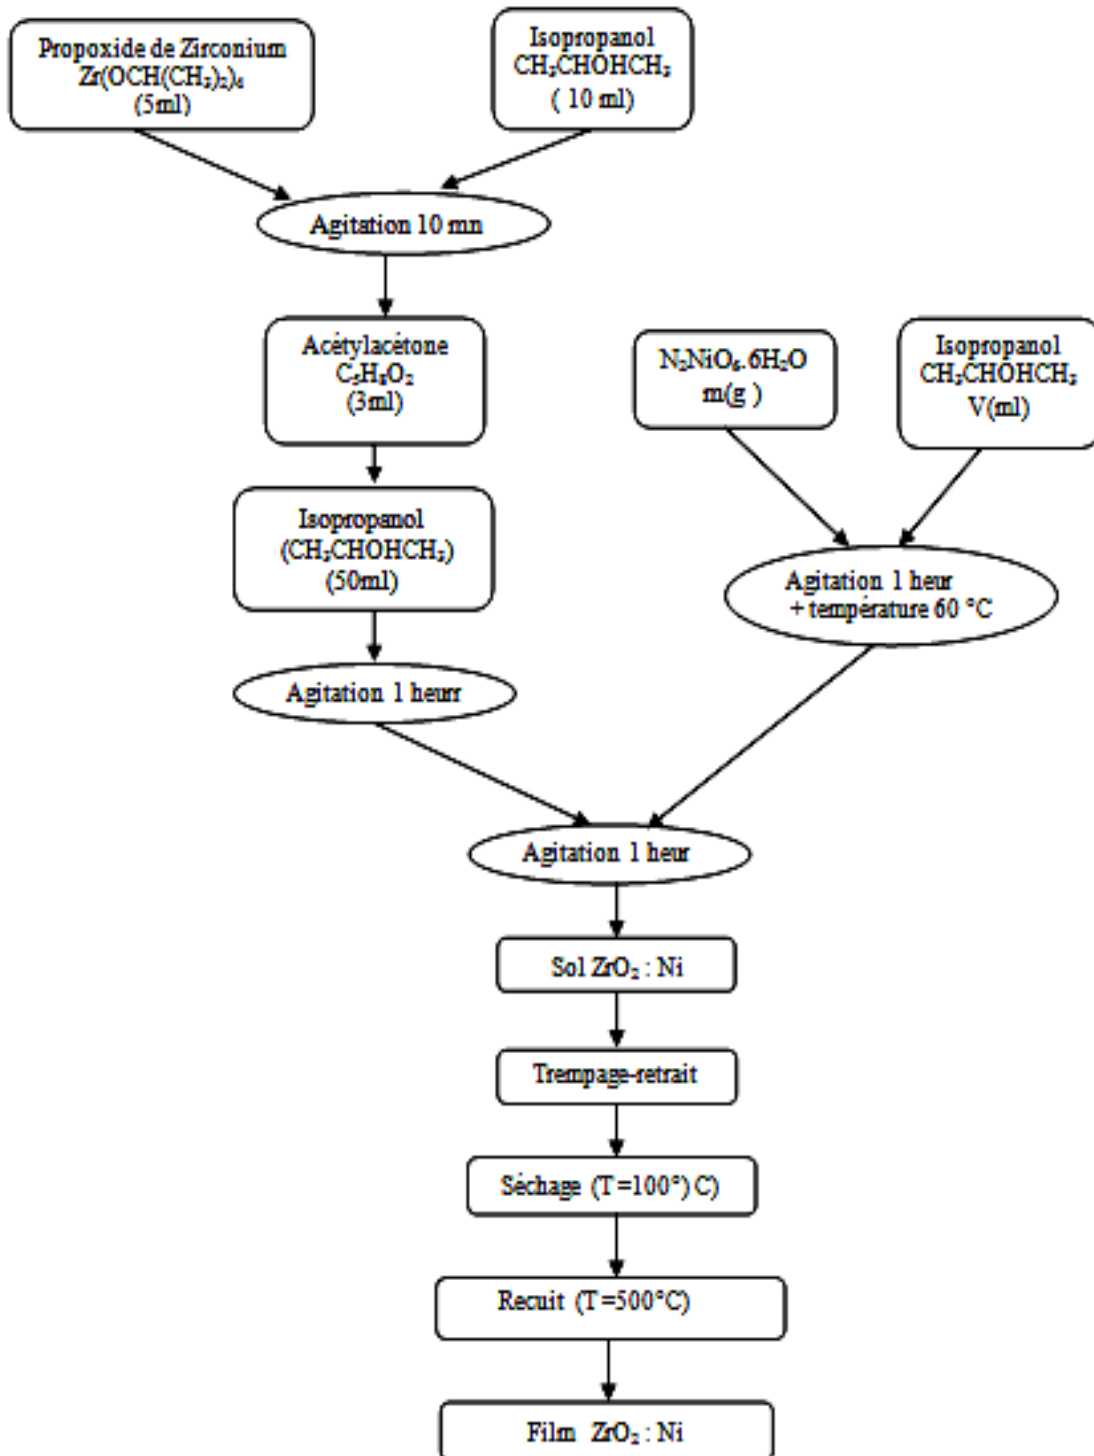 Propoxide de Zirconium
Zr(OCH(CH₃)₂)₄
(5ml)
Isopropanol
CH₃CHOHCH₃
( 10 ml)
Agitation 10 mn
Acétylacétone
C₅H₈O₂
(3ml)
N₂NiO₆.6H₂O
m(g )
Isopropanol
CH₃CHOHCH₃
V(ml)
Isopropanol
(CH₃CHOHCH₃)
(50ml)
Agitation 1 heur
+ température 60 °C
Agitation 1 heurr
Agitation 1 heur
Sol ZrO₂ : Ni
Trempage-retrait
Séchage (T=100°) C)
Recuit (T=500°C)
Film ZrO₂ : Ni